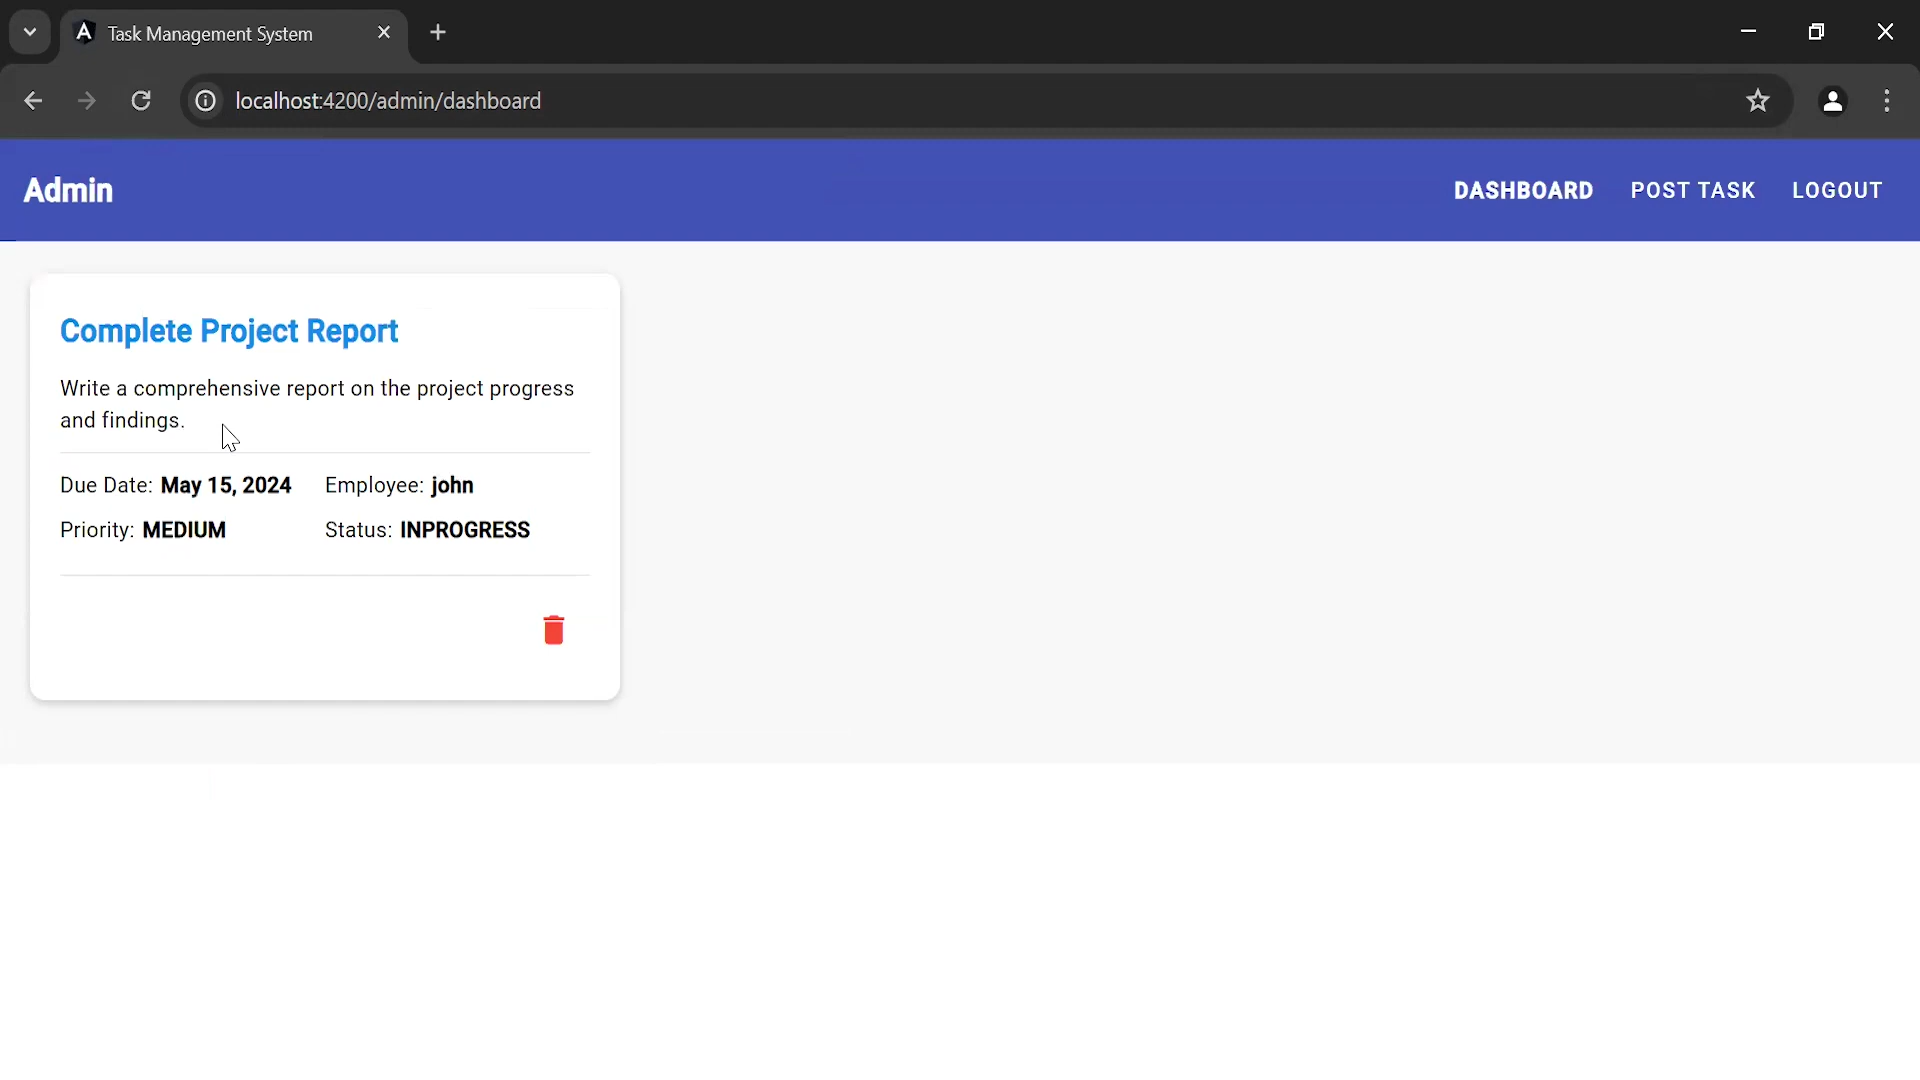 Task Management System
localhost:4200/admin/dashboard
Admin
DASHBOARD POST TASK LOGOUT
Complete Project Report
Write a comprehensive report on the project progress
and findings.
Due Date: May 15, 2024 Employee: john
Priority: MEDIUM Status: INPROGRESS